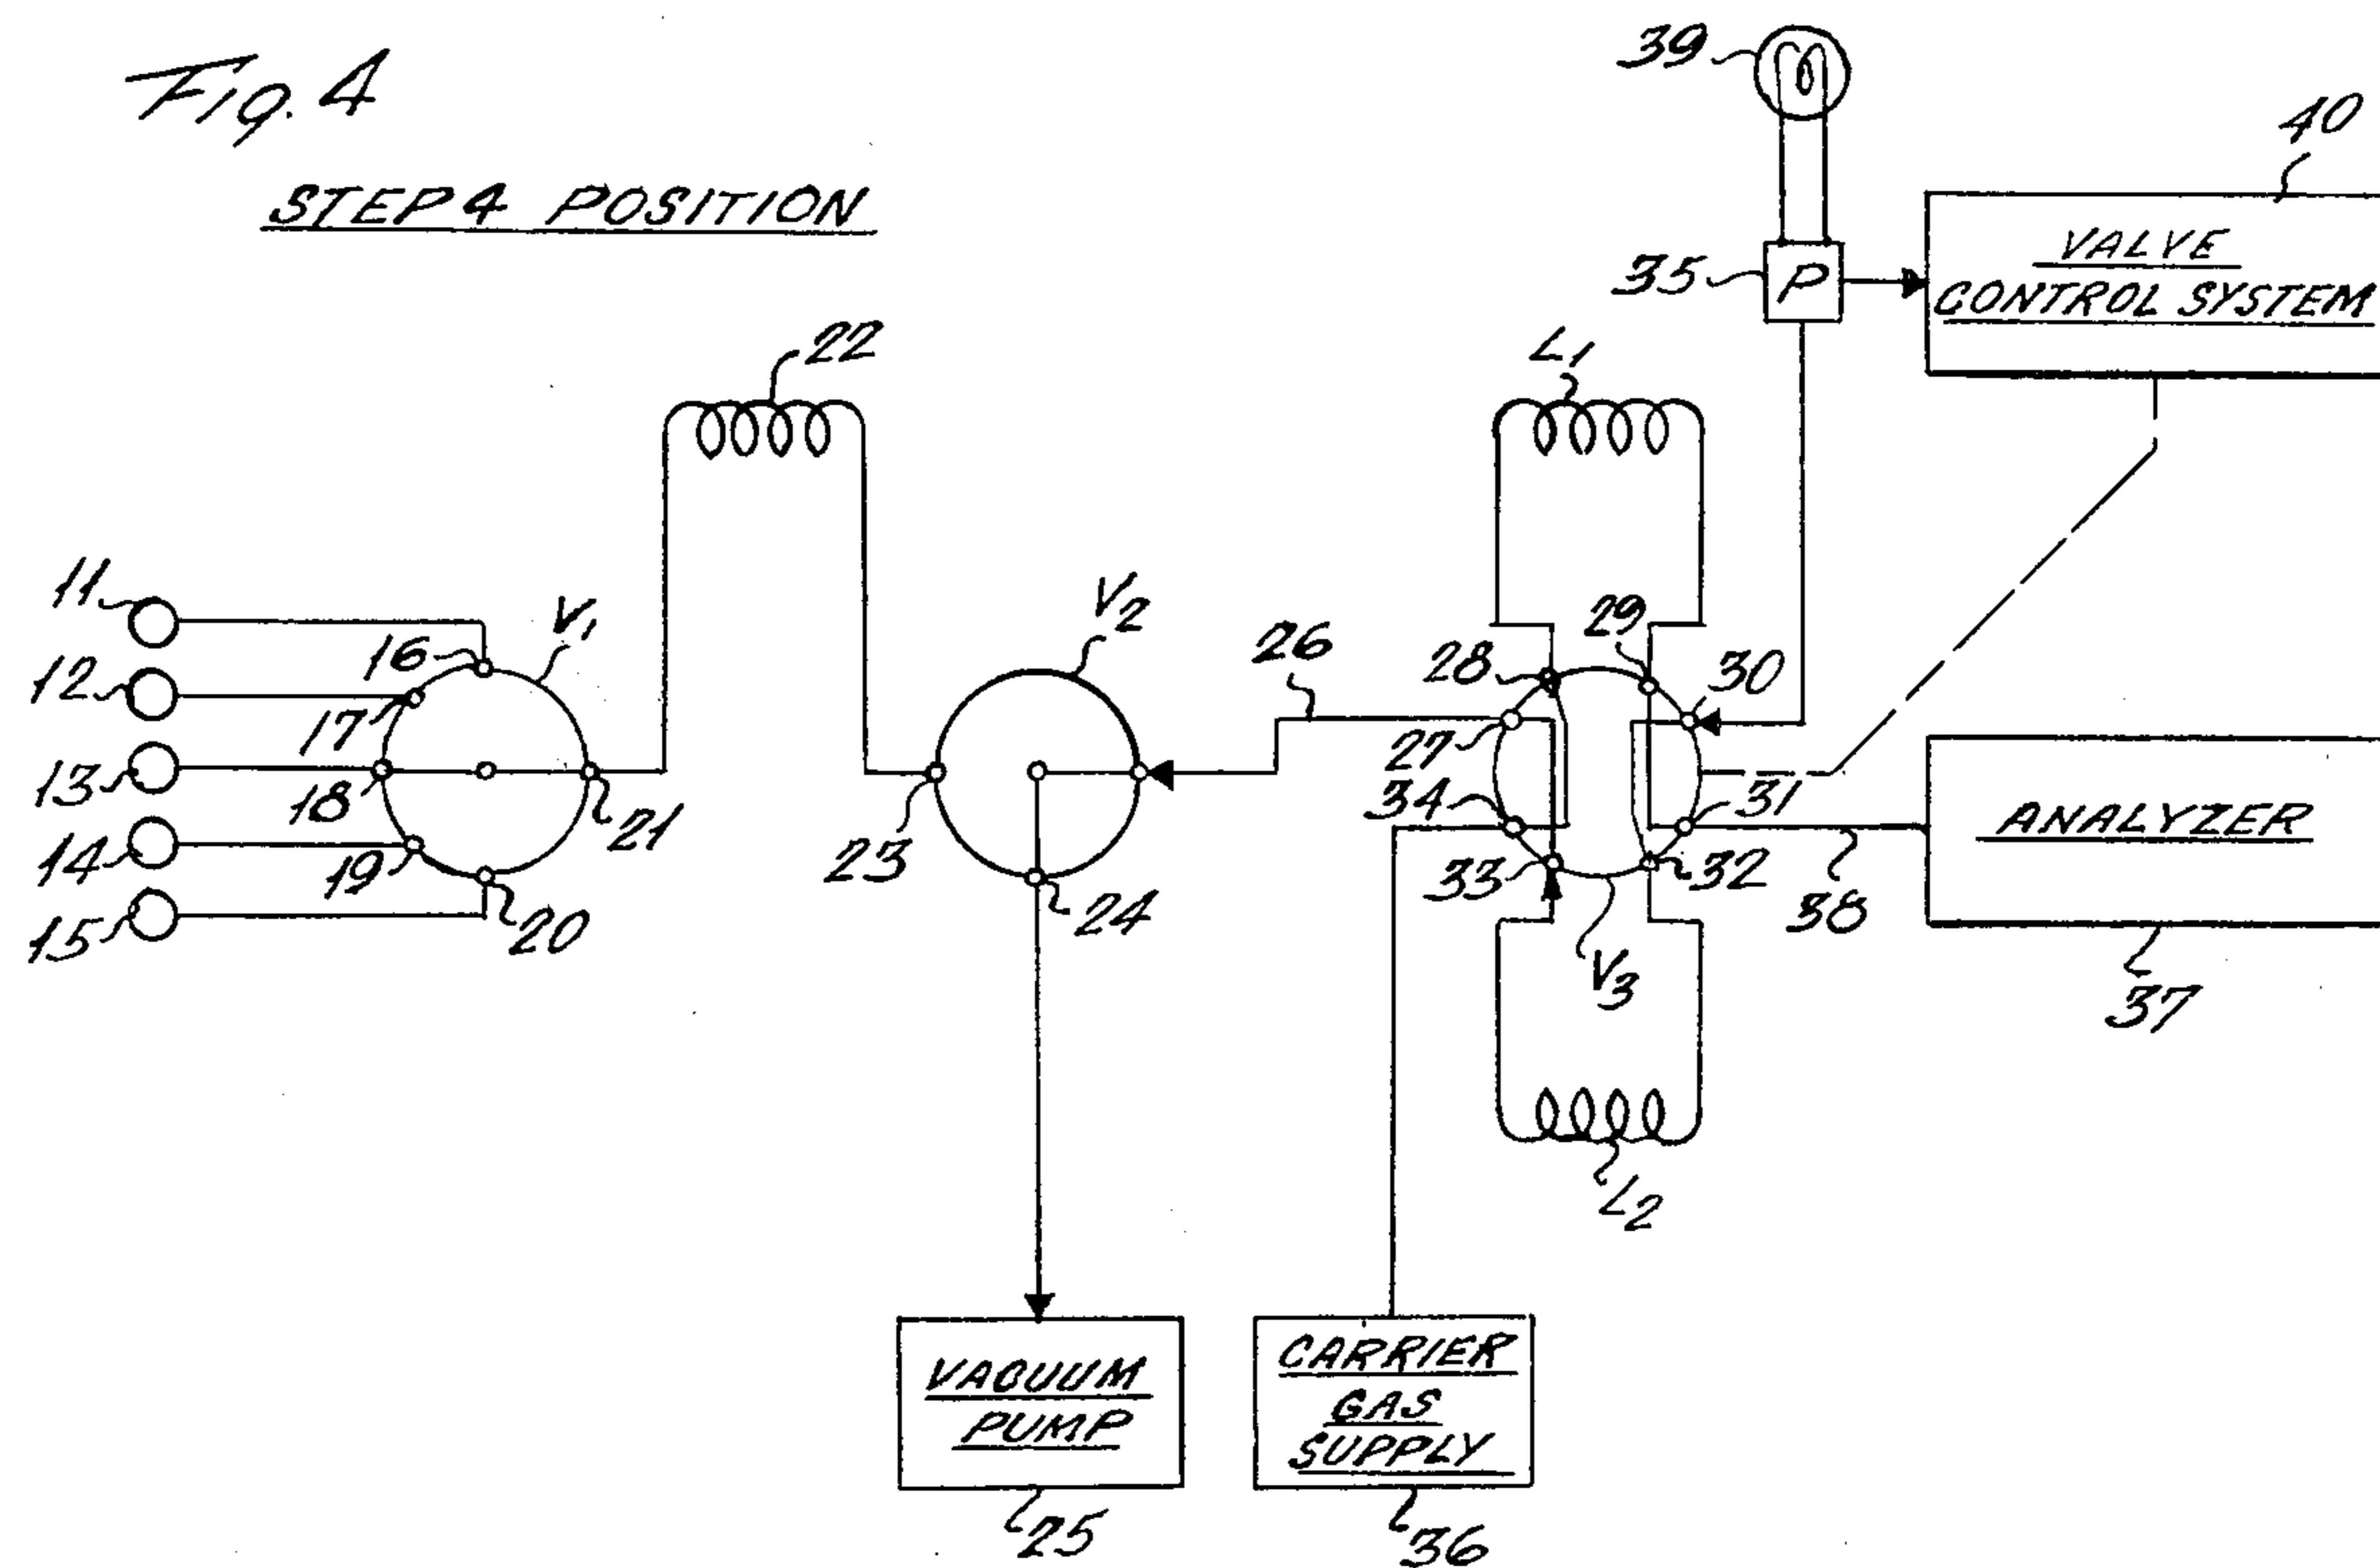 Fig. 4
STEP 4 POSITION
39
40
VALVE
CONTROL SYSTEM
35
P
22
L1
11
12
13
14
15
16
17
18
19
20
21
V1
V2
23
24
26
28
29
30
27
34
31
33
32
V3
38
ANALYZER
37
L2
VACUUM
PUMP
25
CARRIER
GAS
SUPPLY
36